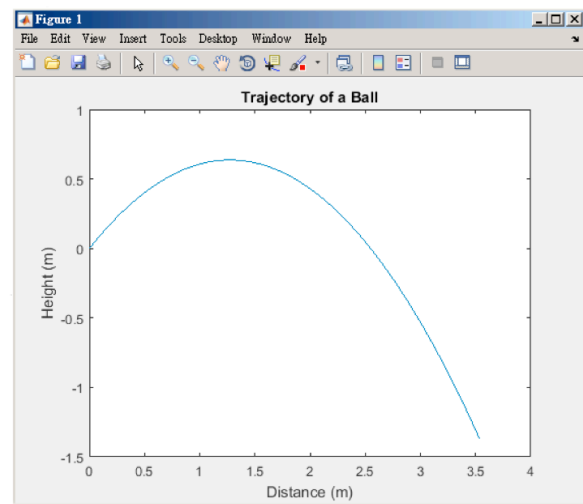 Figure 1
File Edit View Insert Tools Desktop Window Help
Trajectory of a Ball
1
0.5
0
-0.5
-1
-1.5
Height (m)
0 0.5 1 1.5 2 2.5 3 3.5 4
Distance (m)